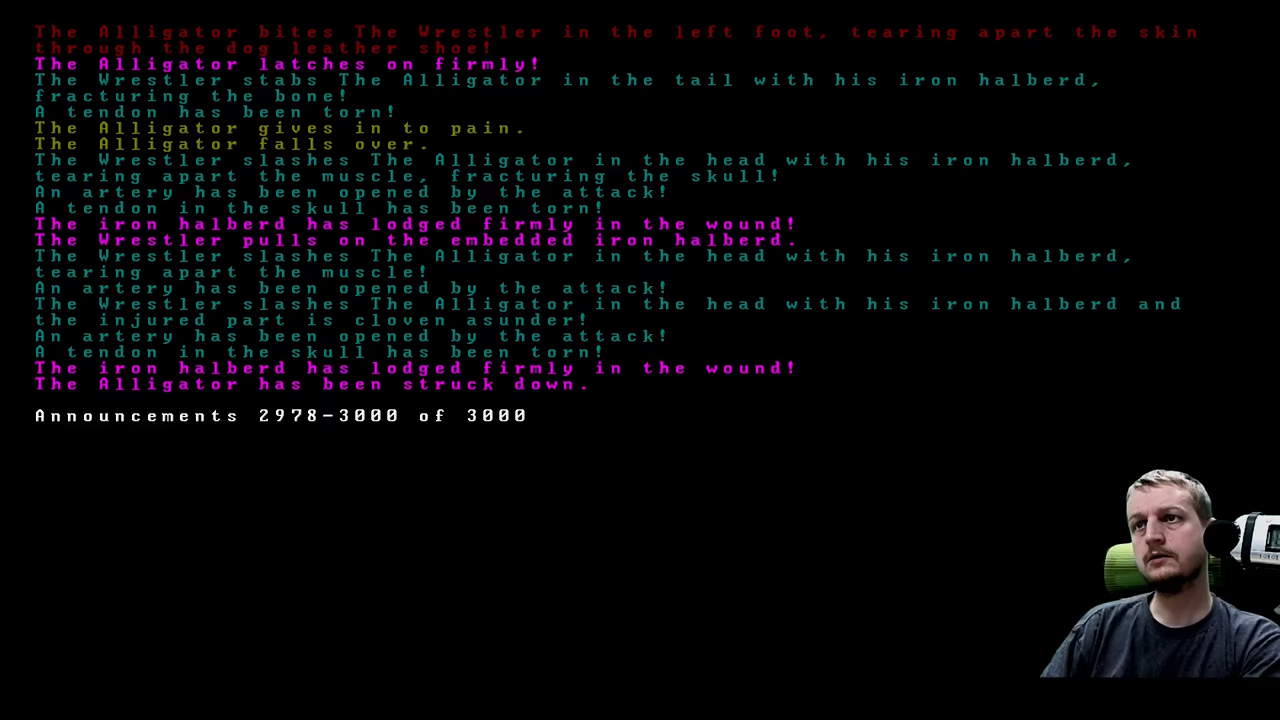 The Alligator bites The Wrestler in the left foot, tearing apart the skin
through the dog leather shoe!
The Alligator latches on firmly!
The Wrestler stabs The Alligator in the tail with his iron halberd,
fracturing the bone!
A tendon has been torn!
The Alligator gives in to pain.
The Alligator falls over.
The Wrestler slashes The Alligator in the head with his iron halberd,
tearing apart the muscle, fracturing the skull!
An artery has been opened by the attack!
A tendon in the skull has been torn!
The iron halberd has lodged firmly in the wound!
The Wrestler pulls on the embedded iron halberd.
The Wrestler slashes The Alligator in the head with his iron halberd,
tearing apart the muscle!
An artery has been opened by the attack!
The Wrestler slashes The Alligator in the head with his iron halberd and
the injured part is cloven asunder!
An artery has been opened by the attack!
A tendon in the skull has been torn!
The iron halberd has lodged firmly in the wound!
The Alligator has been struck down.
Announcements 2978-3000 of 3000